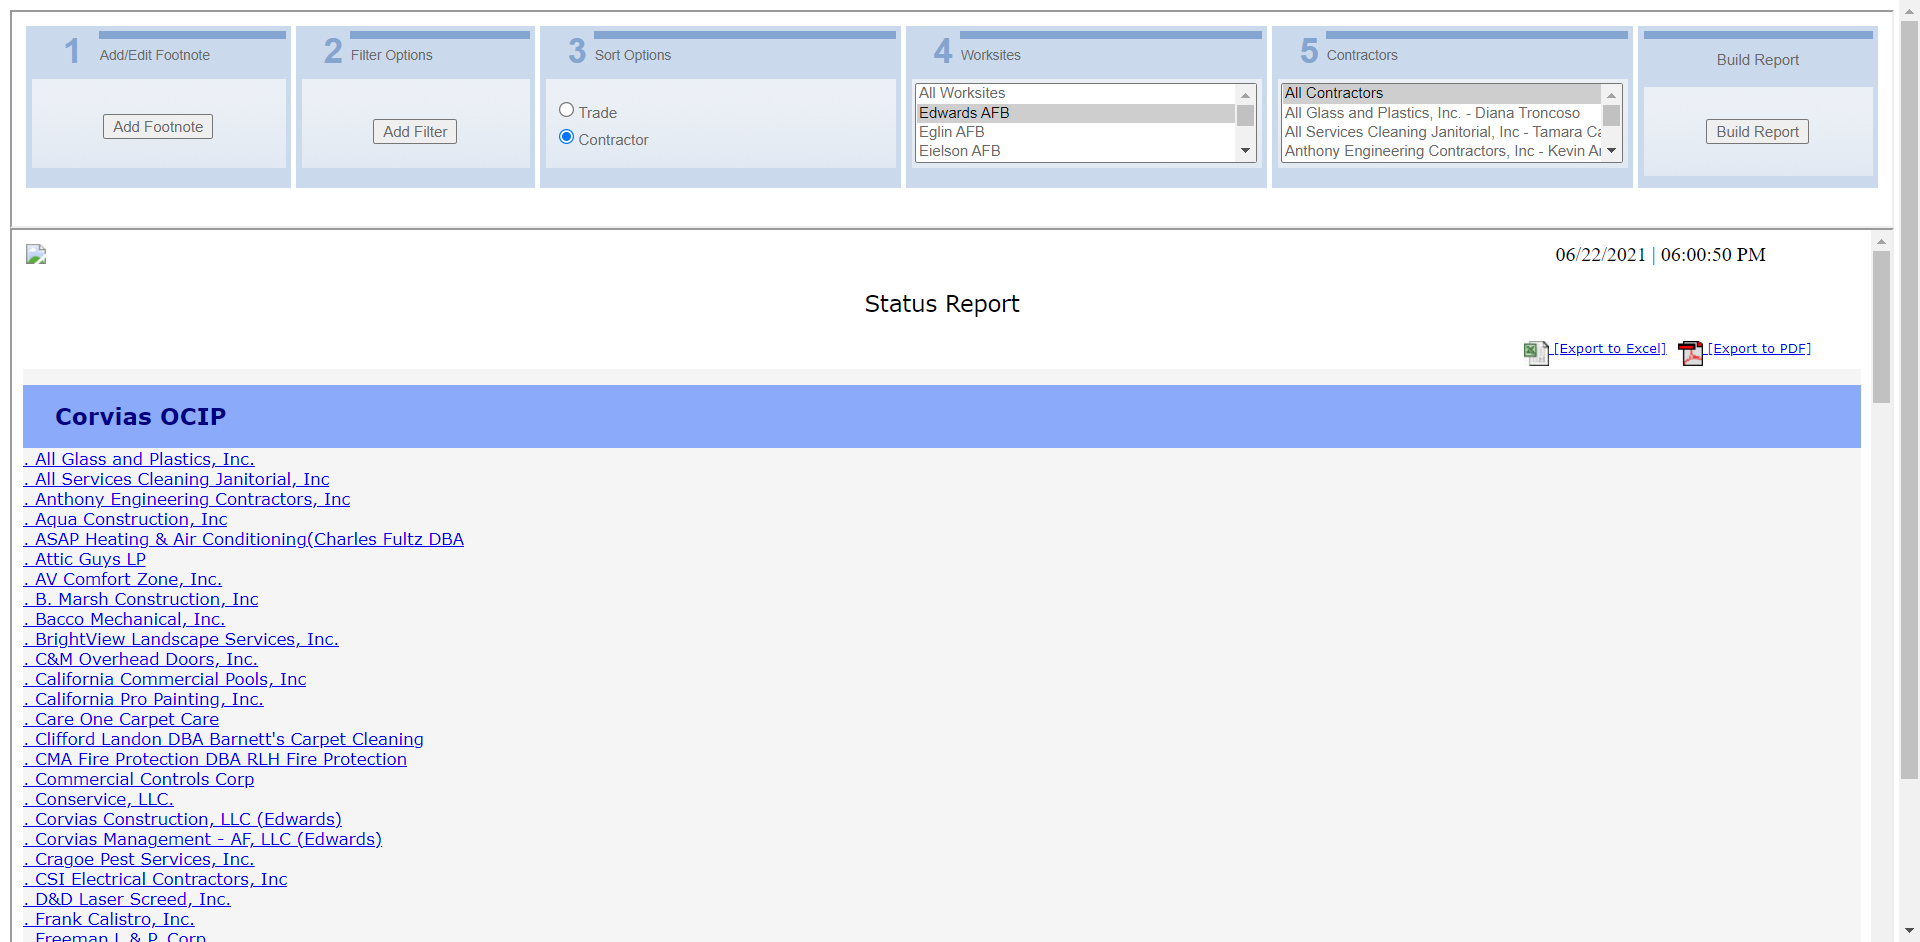 1 Add/Edit Footnote
Add Footnote
2 Filter Options
Add Filter
3 Sort Options
Trade
Contractor
4 Worksites
All Worksites
Edwards AFB
Eglin AFB
Eielson AFB
5 Contractors
All Contractors
All Glass and Plastics, Inc. - Diana Troncoso
All Services Cleaning Janitorial, Inc - Tamara
Anthony Engineering Contractors, Inc - Kevin
Build Report
Build Report
06/22/2021 | 06:00:50 PM
Status Report
[Export to Excel] [Export to PDF]
Corvias OCIP
. All Glass and Plastics, Inc.
. All Services Cleaning Janitorial, Inc
. Anthony Engineering Contractors, Inc
. Aqua Construction, Inc
. ASAP Heating & Air Conditioning(Charles Fultz DBA
. Attic Guys LP
. AV Comfort Zone, Inc.
. B. Marsh Construction, Inc
. Bacco Mechanical, Inc.
. BrightView Landscape Services, Inc.
. C&M Overhead Doors, Inc.
. California Commercial Pools, Inc
. California Pro Painting, Inc.
. Care One Carpet Care
. Clifford Landon DBA Barnett's Carpet Cleaning
. CMA Fire Protection DBA RLH Fire Protection
. Commercial Controls Corp
. Conservice, LLC.
. Corvias Construction, LLC (Edwards)
. Corvias Management - AF, LLC (Edwards)
. Cragoe Pest Services, Inc.
. CSI Electrical Contractors, Inc
. D&D Laser Screed, Inc.
. Frank Calistro, Inc.
. Freeman